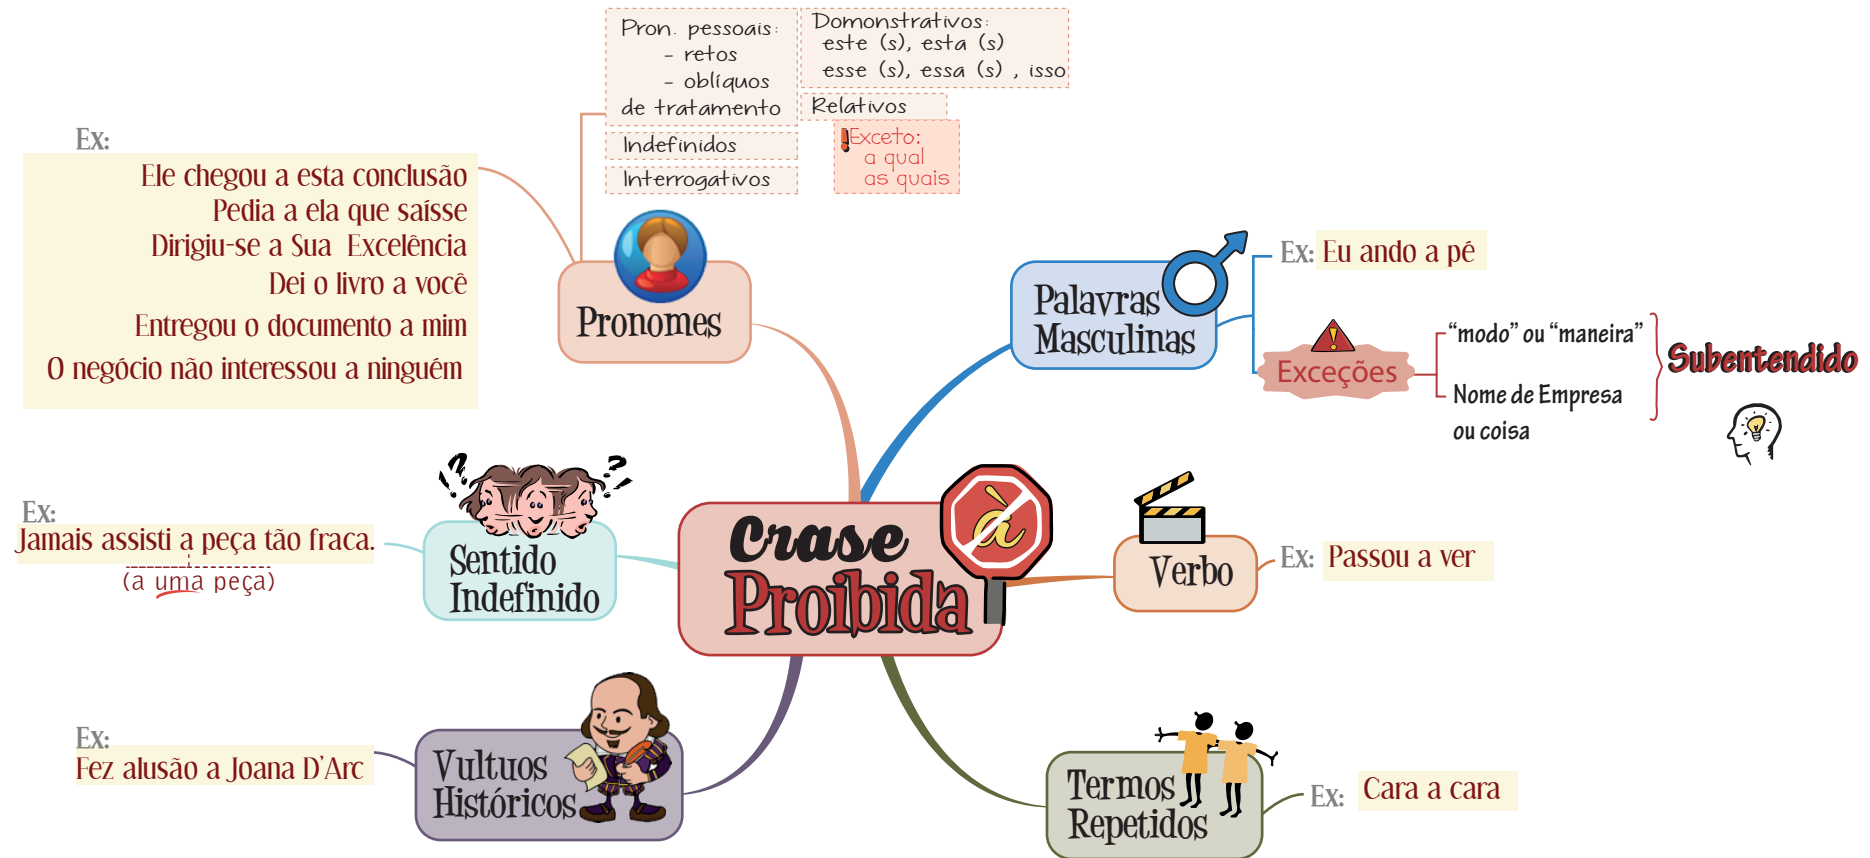 Crase
Proibida
à
Pronomes
Pron. pessoais:
- retos
- oblíquos
de tratamento
Indefinidos
Interrogativos
Domonstrativos:
este (s), esta (s)
esse (s), essa (s) , isso
Relativos
!Exceto:
a qual
as quais
Ex:
Ele chegou a esta conclusão
Pedia a ela que saísse
Dirigiu-se a Sua Excelência
Dei o livro a você
Entregou o documento a mim
O negócio não interessou a ninguém
Palavras
Masculinas
Ex: Eu ando a pé
! Exceções
“modo” ou “maneira”
Nome de Empresa
ou coisa
Subentendido
Sentido
Indefinido
!? ??
Ex:
Jamais assisti a peça tão fraca.
(a uma peça)
Verbo
Ex: Passou a ver
Vultuos
Históricos
Ex:
Fez alusão a Joana D'Arc
Termos
Repetidos
Ex: Cara a cara